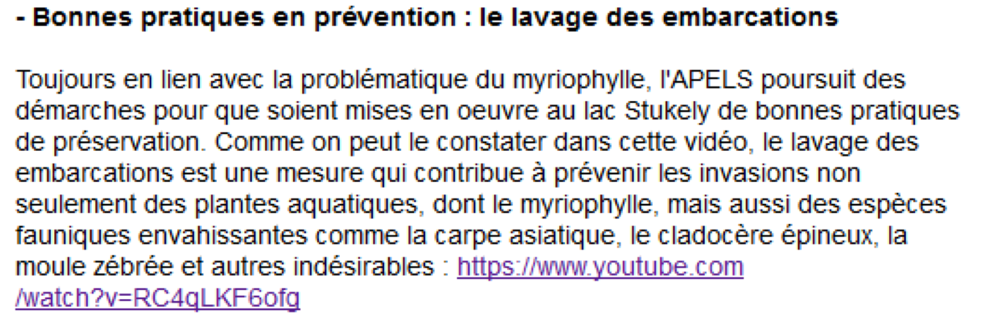 - Bonnes pratiques en prévention : le lavage des embarcations
Toujours en lien avec la problématique du myriophylle, l'APELS poursuit des
démarches pour que soient mises en oeuvre au lac Stukely de bonnes pratiques
de préservation. Comme on peut le constater dans cette vidéo, le lavage des
embarcations est une mesure qui contribue à prévenir les invasions non
seulement des plantes aquatiques, dont le myriophylle, mais aussi des espèces
fauniques envahissantes comme la carpe asiatique, le cladocère épineux, la
moule zébrée et autres indésirables : https://www.youtube.com
/watch?v=RC4qLKF6ofg